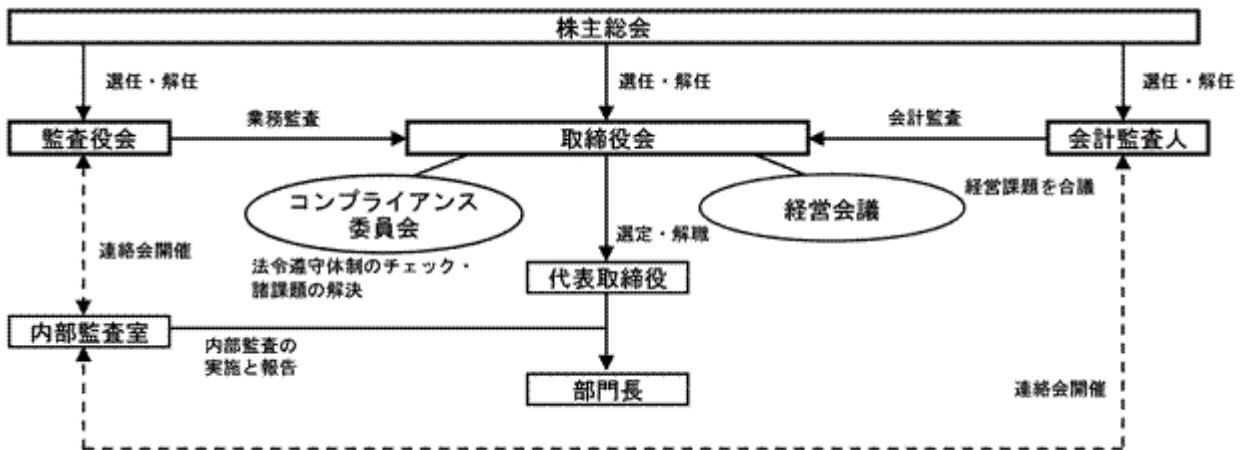 株主総会
選任・解任
選任・解任
選任・解任
監査役会
業務監査
取締役会
会計監査
会計監査人
コンプライアンス
委員会
経営会議
経営課題を合議
選定・解職
連絡会開催
法令遵守体制のチェック・
諸課題の解決
代表取締役
内部監査室
内部監査の
実施と報告
部門長
連絡会開催